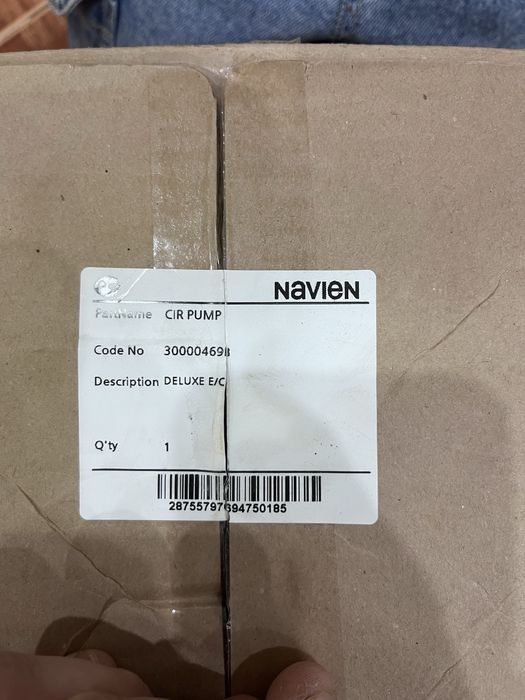 NAVIEN
PartName CIR PUMP
Code No 30000469B
Description DELUXE E/C
Q'ty 1
28755797694750185